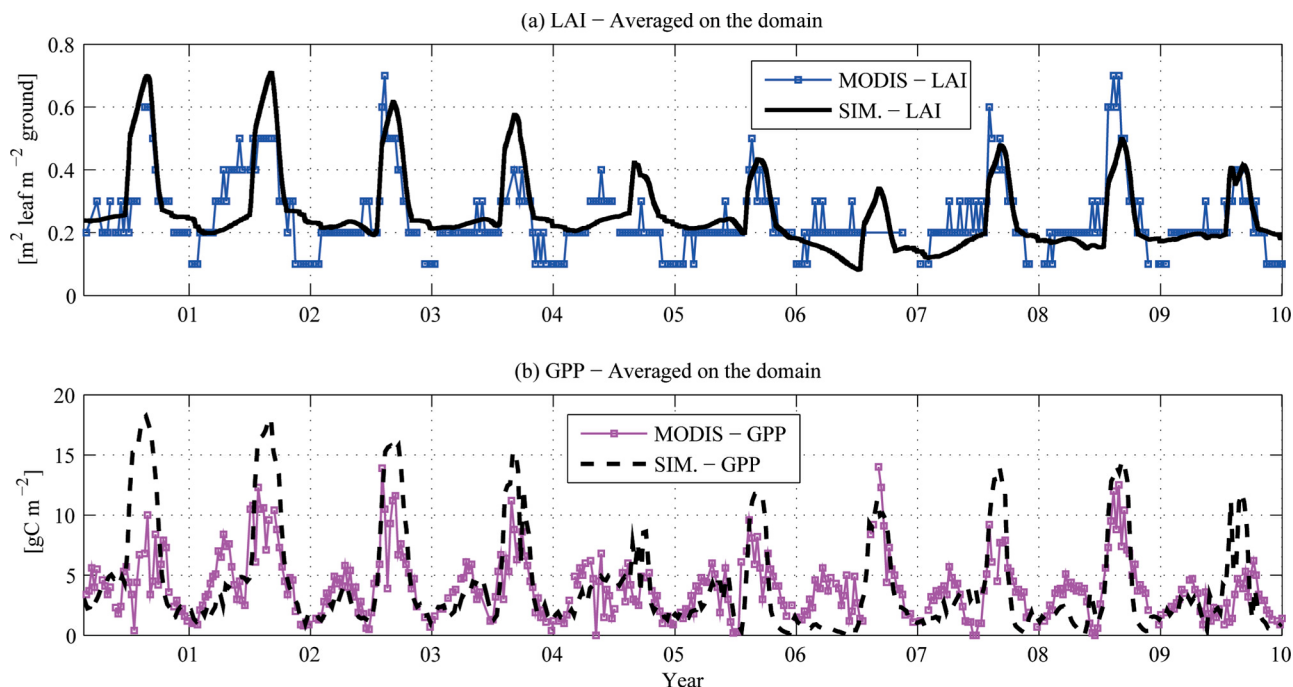 (a) LAI − Averaged on the domain
0.8
0.6
0.4
0.2
0
[m² leaf m ⁻² ground]
MODIS − LAI
SIM. − LAI
01 02 03 04 05 06 07 08 09 10
(b) GPP − Averaged on the domain
20
15
10
5
0
[gC m⁻²]
MODIS − GPP
SIM. − GPP
01 02 03 04 05 06 07 08 09 10
Year